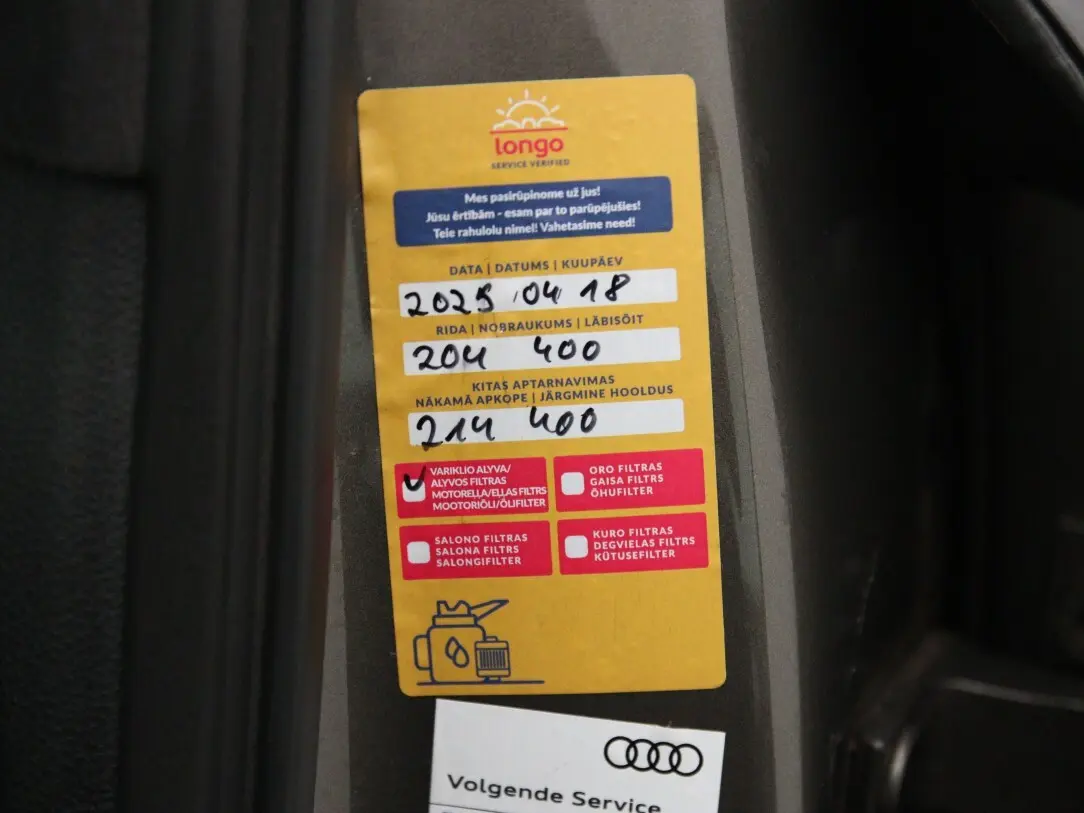 longo
SERVICE VERIFIED
Mes pasirūpinome už jus!
Jūsu ērtībām - esam par to parūpējušies!
Teie rahulolu nimel! Vahetasime need!
DATA | DATUMS | KUUPÄEV
2025 04 18
RIDA | NOBRAUKUMS | LÄBISÕIT
204 400
KITAS APTARNAVIMAS
NĀKAMĀ APKOPE | JÄRGMINE HOOLDUS
214 400
VARIKLIO ALYVA/
ALYVOS FILTRAS
MOTORELLA/ELLAS FILTRS
MOOTORIÕLI/ÕLIFILTER
ORO FILTRAS
GAISA FILTRS
ÕHUFILTER
SALONO FILTRAS
SALONA FILTRS
SALONGIFILTER
KURO FILTRAS
DEGVIELAS FILTRS
KÜTUSEFILTER
Volgende Service